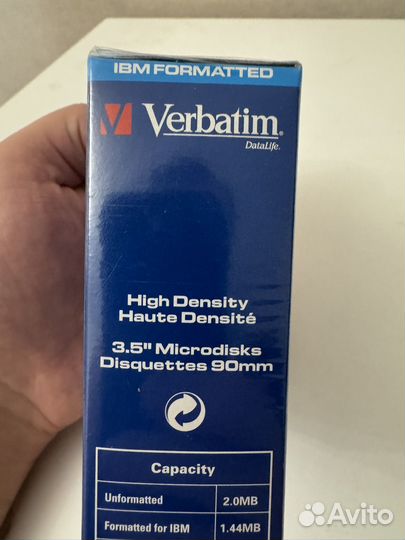 IBM FORMATTED
Verbatim®
DataLife®
High Density
Haute Densité
3.5" Microdisks
Disquettes 90mm
Capacity
Unformatted 2.0MB
Formatted for IBM 1.44MB
Avito